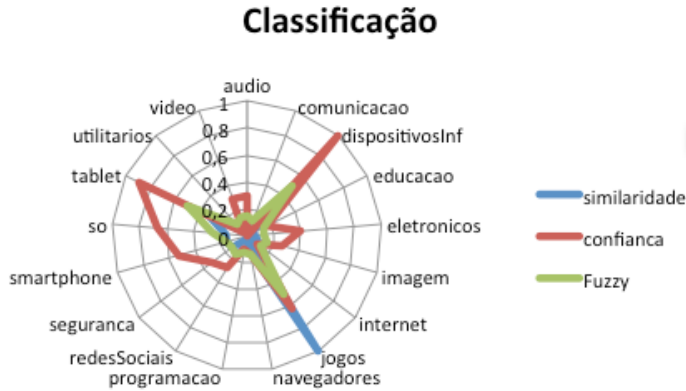 Classificação
audio
comunicacao
dispositivosInf
educacao
eletronicos
imagem
internet
jogos
navegadores
programacao
redesSociais
seguranca
smartphone
so
tablet
utilitarios
video
1
0,8
0,6
0,4
0,2
0
similaridade
confianca
Fuzzy